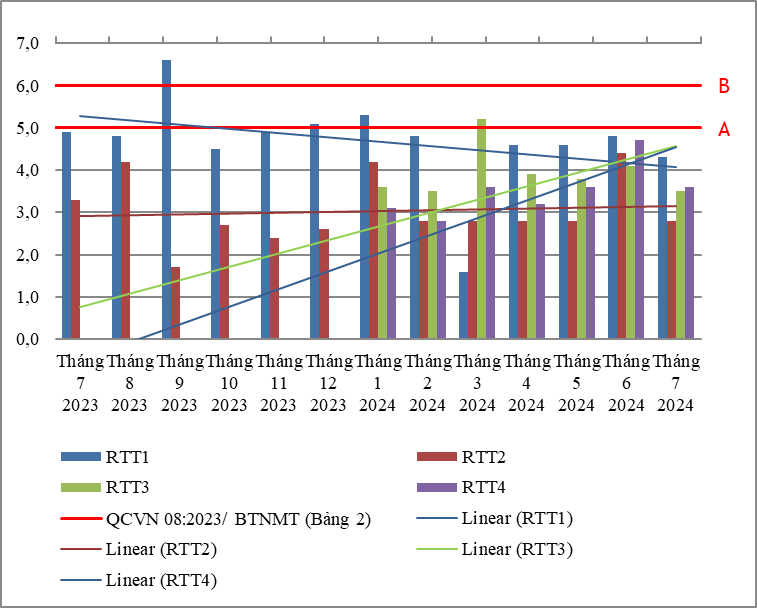 7,0
6,0
5,0
4,0
3,0
2,0
1,0
0,0
B
A
Tháng 7 2023
Tháng 8 2023
Tháng 9 2023
Tháng 10 2023
Tháng 11 2023
Tháng 12 2023
Tháng 1 2024
Tháng 2 2024
Tháng 3 2024
Tháng 4 2024
Tháng 5 2024
Tháng 6 2024
Tháng 7 2024
RTT1
RTT2
RTT3
RTT4
QCVN 08:2023/ BTNMT (Bảng 2)
Linear (RTT1)
Linear (RTT2)
Linear (RTT3)
Linear (RTT4)